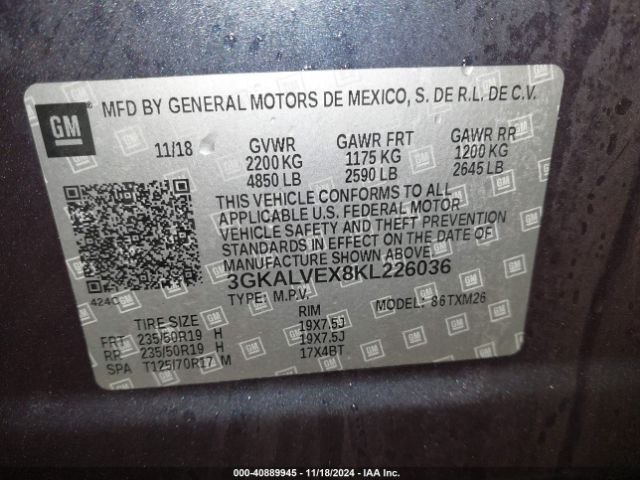 GM
MFD BY GENERAL MOTORS DE MEXICO, S. DE R.L. DE C.V.
11/18 GVWR GAWR FRT GAWR RR
2200 KG 1175 KG 1200 KG
4850 LB 2590 LB 2645 LB
THIS VEHICLE CONFORMS TO ALL
APPLICABLE U.S. FEDERAL MOTOR
VEHICLE SAFETY AND THEFT PREVENTION
STANDARDS IN EFFECT ON THE DATE OF
MANUFACTURE SHOWN ABOVE.
424C 3GKALVEX8KL226036
TYPE: M.P.V. MODEL: 86TXM26
TIRE SIZE RIM
FRT 235/50R19 H 19X7.5J
RR 235/50R19 H 19X7.5J
SPA T125/70R17 M 17X4BT
3-GO - 40889945 - 11/18/2024 - IAA Inc.